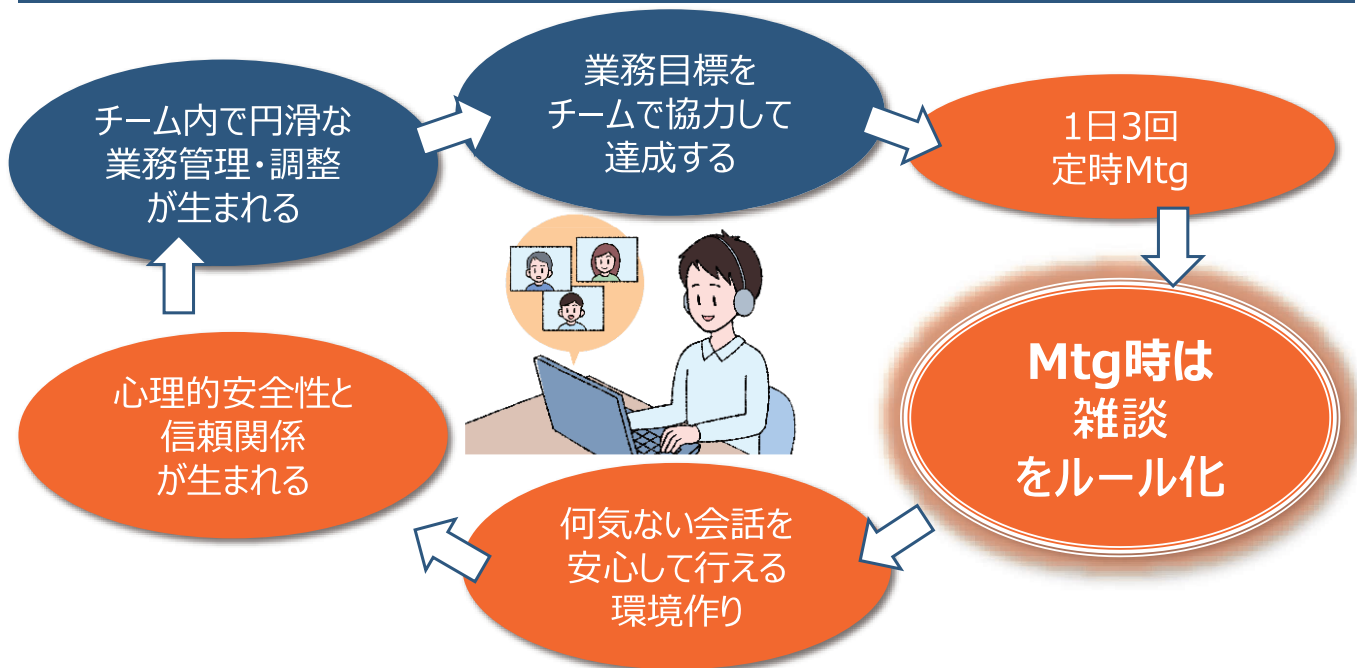 チーム内で円滑な
業務管理・調整
が生まれる
業務目標を
チームで協力して
達成する
1日3回
定時Mtg
Mtg時は
雑談
をルール化
何気ない会話を
安心して行える
環境作り
心理的安全性と
信頼関係
が生まれる